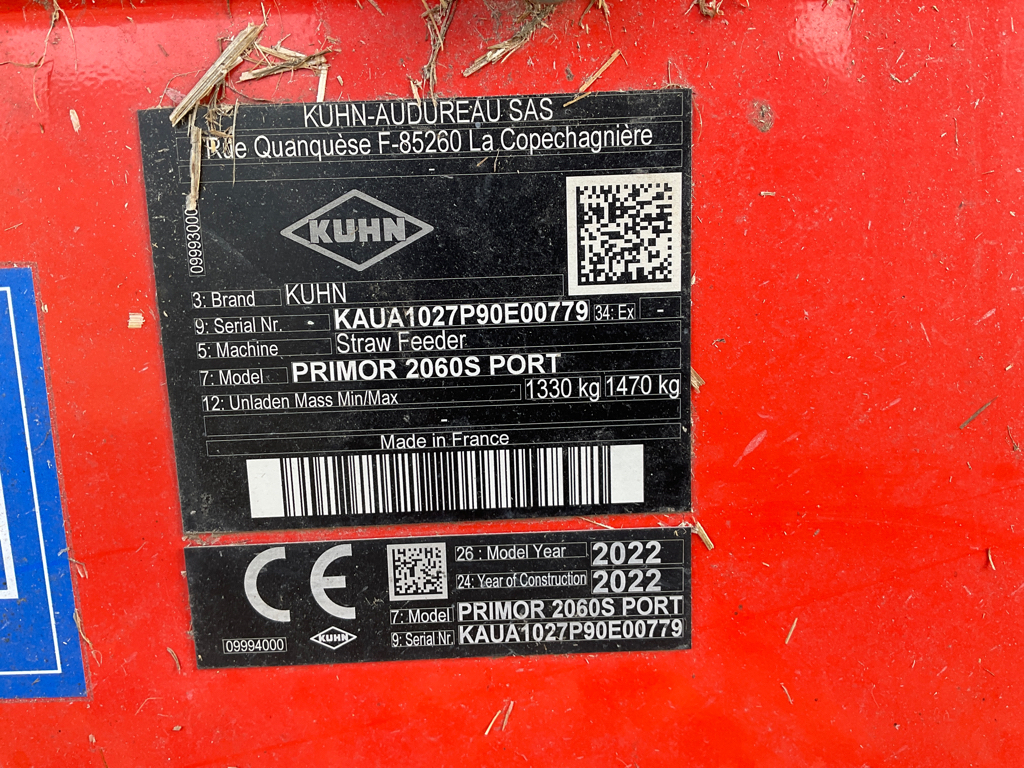 KUHN-AUDUREAU SAS
Rue Quanquèse F-85260 La Copechagnière
-
09993000
KUHN
3: Brand KUHN
9: Serial Nr. - KAUA1027P90E00779 34: Ex -
5: Machine Straw Feeder
7: Model PRIMOR 2060S PORT
12: Unladen Mass Min/Max 1330 kg 1470 kg
-
Made in France
CE
26 : Model Year 2022
24: Year of Construction 2022
7: Model PRIMOR 2060S PORT
9: Serial Nr. KAUA1027P90E00779
KUHN
09994000